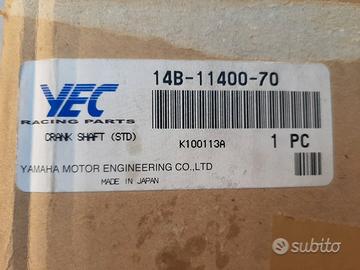 YEC
RACING PARTS
14B-11400-70
CRANK SHAFT (STD)
K100113A
1 PC
YAMAHA MOTOR ENGINEERING CO.,LTD
MADE IN JAPAN
subito